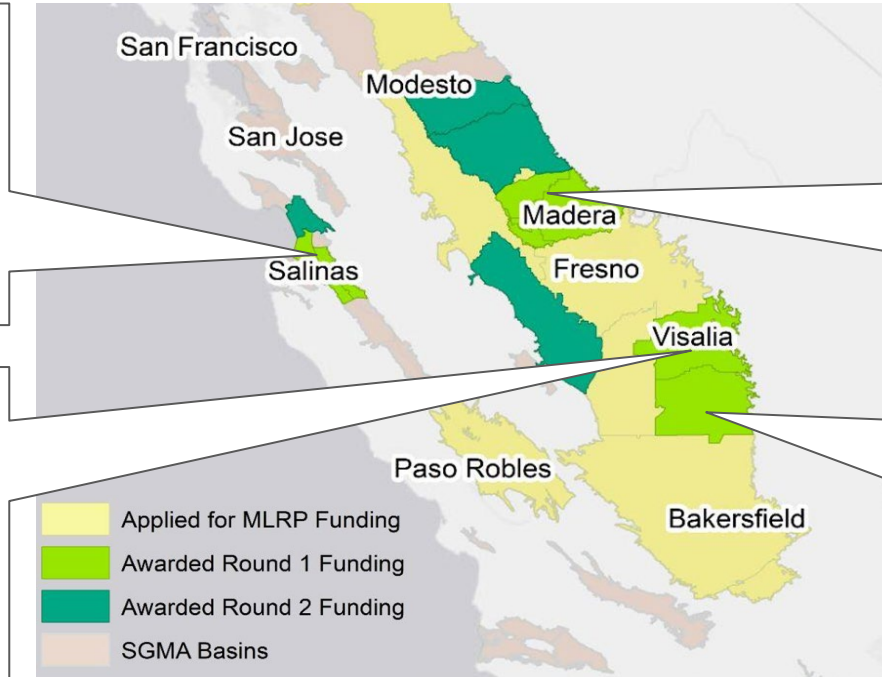 San Francisco
Modesto
San Jose
Madera
Salinas
Fresno
Visalia
Paso Robles
Bakersfield
Applied for MLRP Funding
Awarded Round 1 Funding
Awarded Round 2 Funding
SGMA Basins